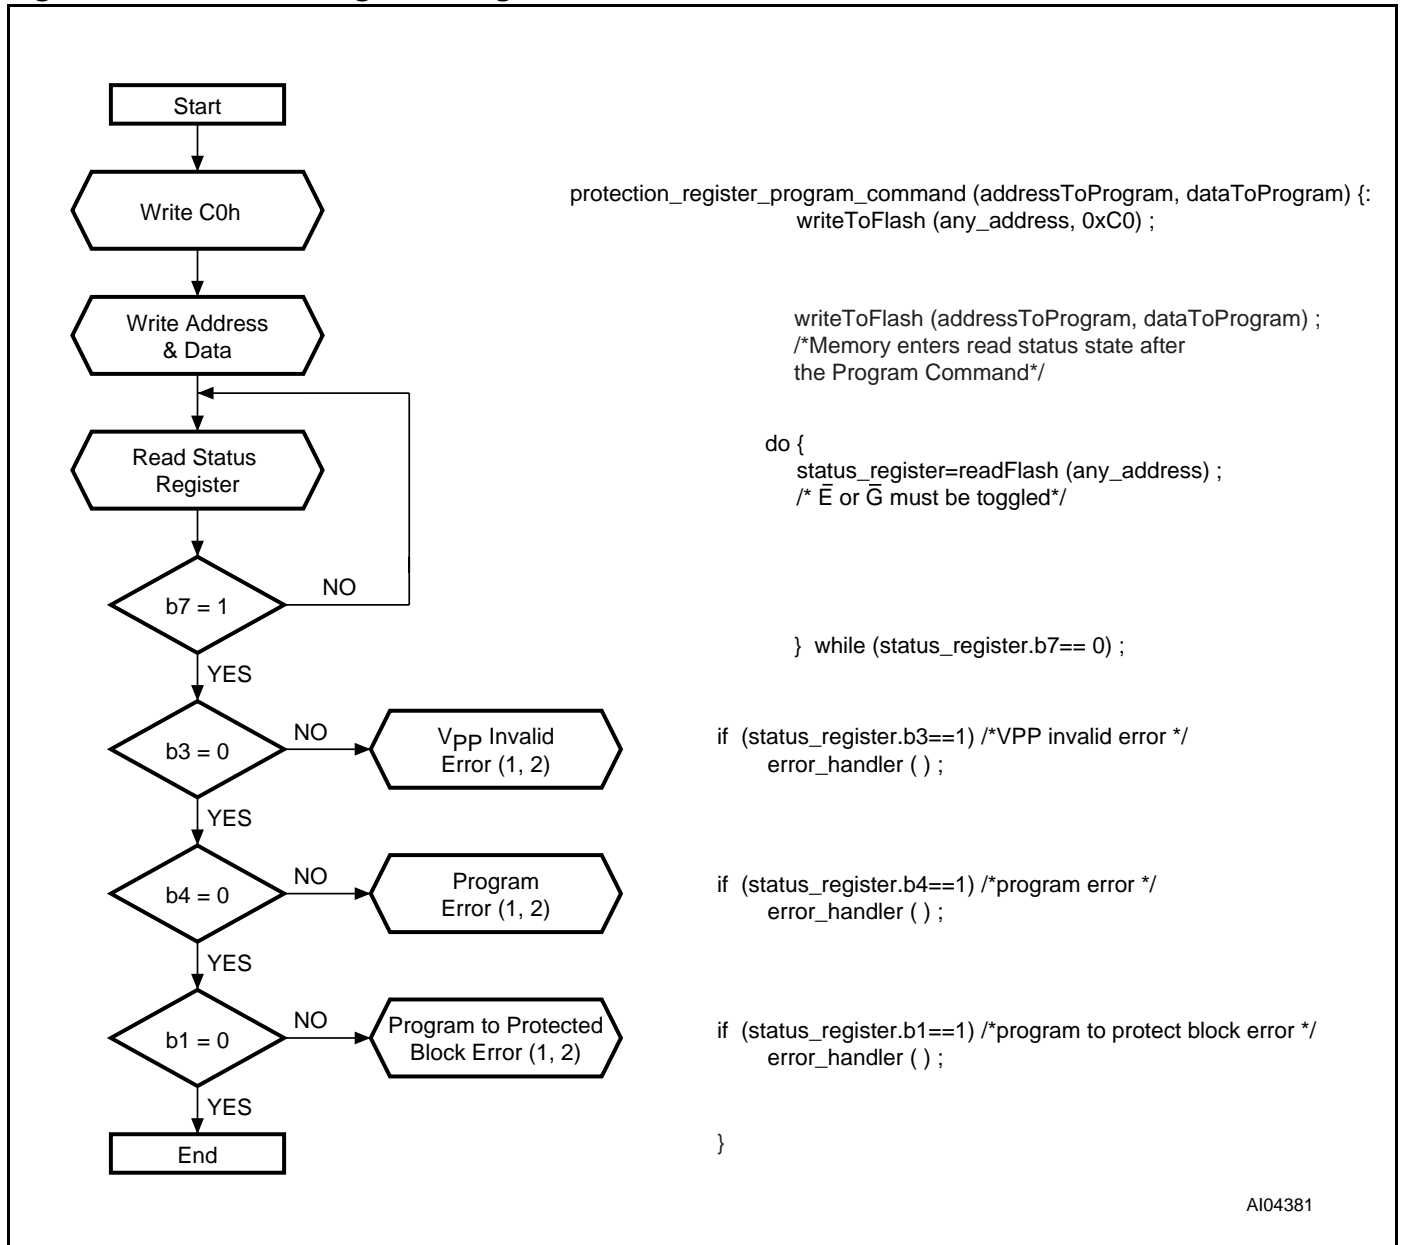 Start
Write C0h
protection_register_program_command (addressToProgram, dataToProgram) {:
writeToFlash (any_address, 0xC0) ;
Write Address
& Data
writeToFlash (addressToProgram, dataToProgram) ;
/*Memory enters read status state after
the Program Command*/
Read Status
Register
do {
status_register=readFlash (any_address) ;
/* E̅ or G̅ must be toggled*/
b7 = 1
NO
YES
} while (status_register.b7== 0) ;
b3 = 0
NO
YES
VPP Invalid
Error (1, 2)
if (status_register.b3==1) /*VPP invalid error */
error_handler ( ) ;
b4 = 0
NO
YES
Program
Error (1, 2)
if (status_register.b4==1) /*program error */
error_handler ( ) ;
b1 = 0
NO
YES
Program to Protected
Block Error (1, 2)
if (status_register.b1==1) /*program to protect block error */
error_handler ( ) ;
End
}
AI04381